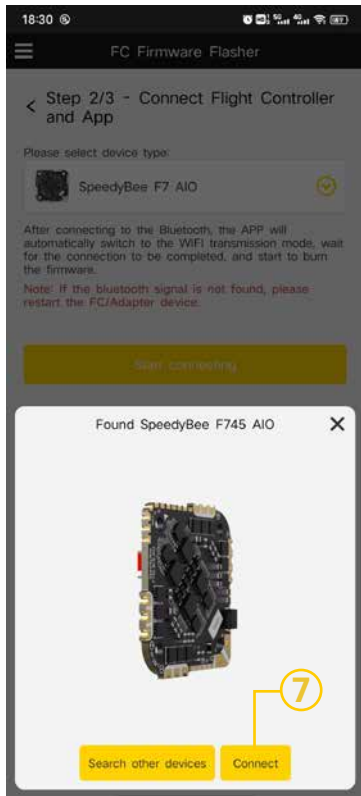 18:30
FC Firmware Flasher
Step 2/3 - Connect Flight Controller
and App
Please select device type:
SpeedyBee F7 AIO
After connecting to the Bluetooth, the APP will
automatically switch to the WIFI transmission mode, wait
for the connection to be completed, and start to burn
the firmware.
Note: If the bluetooth signal is not found, please
restart the FC/Adapter device.
Start connecting
Found SpeedyBee F745 AIO
7
Search other devices
Connect